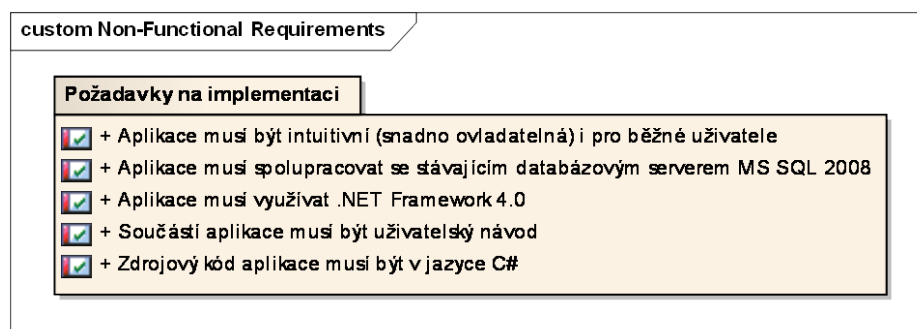 custom Non-Functional Requirements
Požadavky na implementaci
+ Aplikace musí být intuitivní (snadno ovladatelná) i pro běžné uživatele
+ Aplikace musí spolupracovat se stávajícím databázovým serverem MS SQL 2008
+ Aplikace musí využívat .NET Framework 4.0
+ Součástí aplikace musí být uživatelský návod
+ Zdrojový kód aplikace musí být v jazyce C#